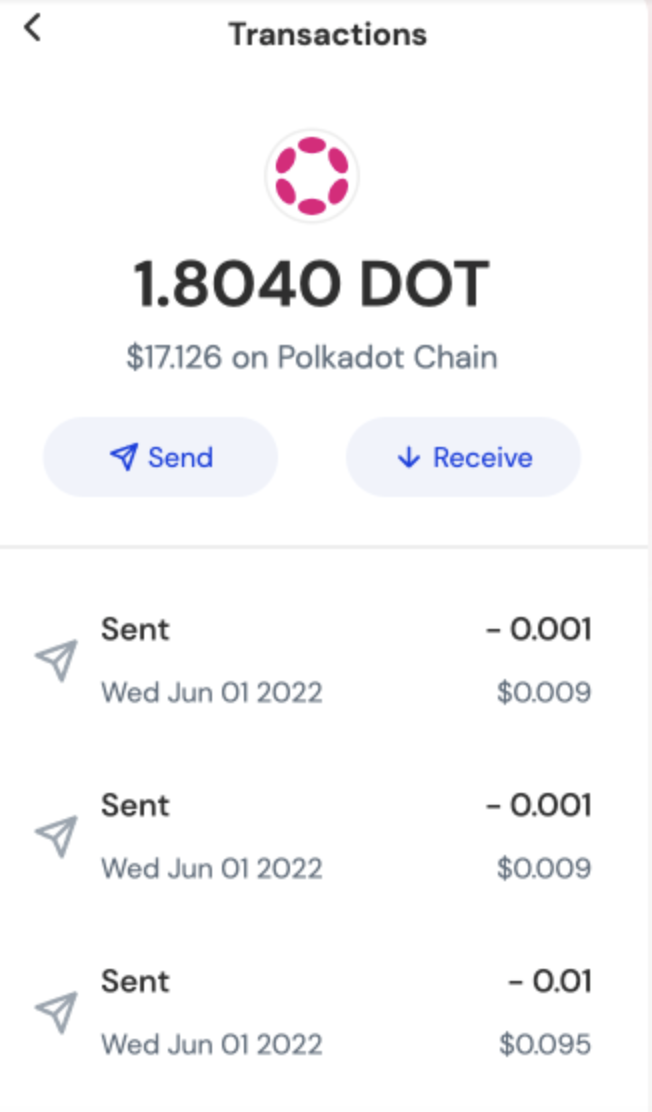 Transactions
1.8040 DOT
$17.126 on Polkadot Chain
Send
Receive
Sent - 0.001
Wed Jun 01 2022 $0.009
Sent - 0.001
Wed Jun 01 2022 $0.009
Sent - 0.01
Wed Jun 01 2022 $0.095